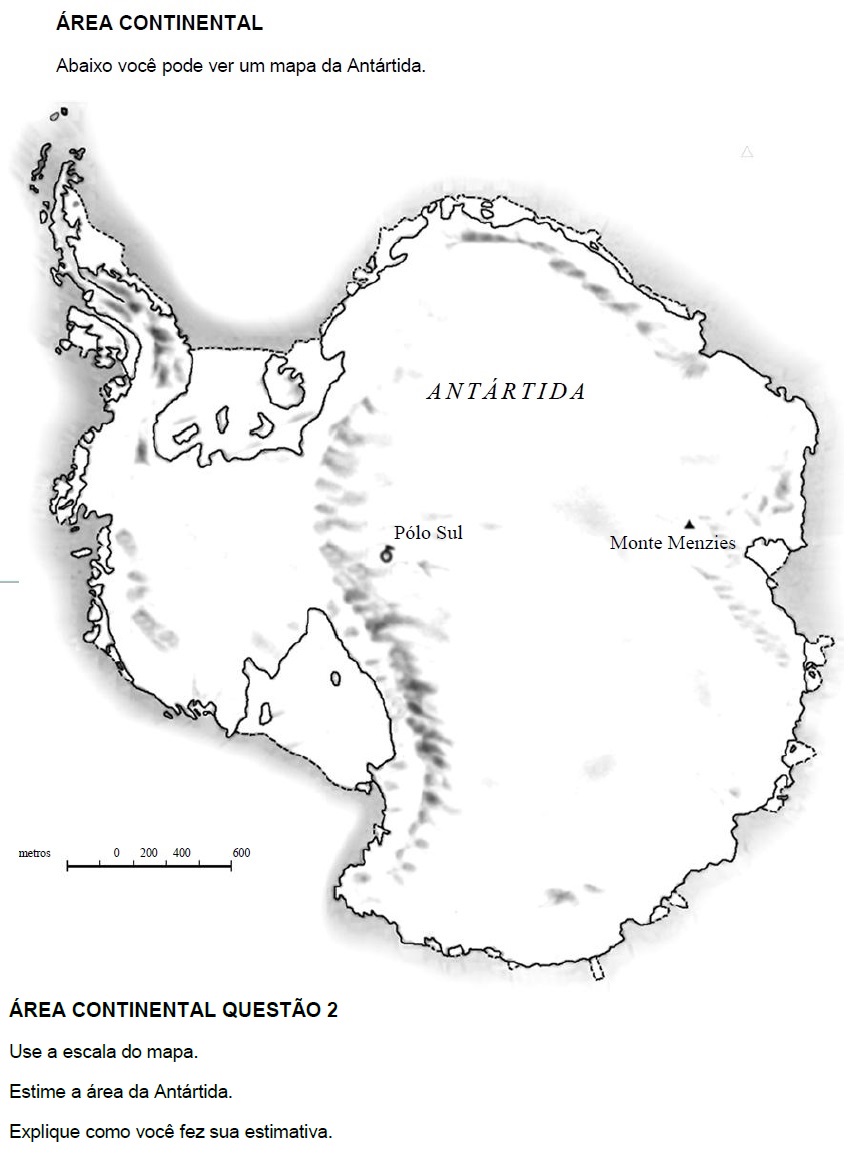 ÁREA CONTINENTAL
Abaixo você pode ver um mapa da Antártida.
ANTÁRTIDA
Pólo Sul
Monte Menzies
metros 0 200 400 600
ÁREA CONTINENTAL QUESTÃO 2
Use a escala do mapa.
Estime a área da Antártida.
Explique como você fez sua estimativa.